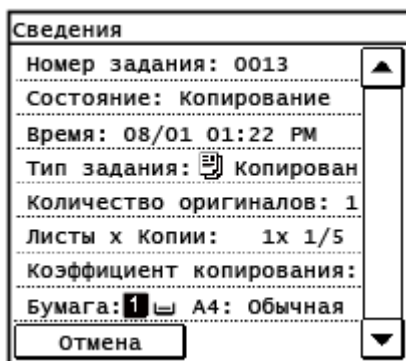 Сведения
Номер задания: 0013
Состояние: Копирование
Время: 08/01 01:22 PM
Тип задания: Копирован
Количество оригиналов: 1
Листы x Копии: 1x 1/5
Коэффициент копирования:
Бумага: 1 A4: Обычная
Отмена